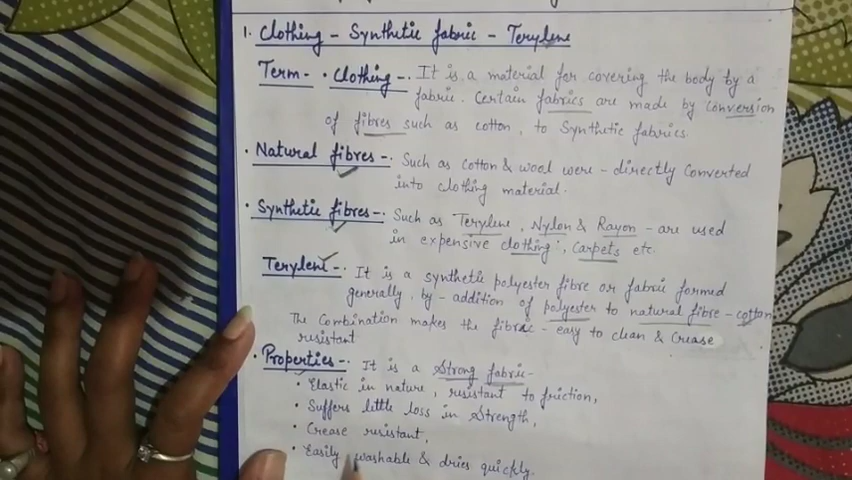 1. Clothing - Synthetic fabric - Terylene
Term - • Clothing -. It is a material for covering the body by a
fabric. Certain fabrics are made by conversion
of fibres such as cotton, to Synthetic fabrics.
• Natural fibres -. Such as Cotton & wool were - directly Converted
into clothing material.
• Synthetic fibres -. Such as Terylene, Nylon & Rayon - are used
in expensive clothing, Carpets etc.
Terylene -. It is a synthetic polyester fibre or fabric formed
generally, by - addition of polyester to natural fibre - cotton
The Combination makes the fibrac - easy to clean & Crease
resistant
• Properties -. It is a Strong fabric -
• Elastic in nature, resistant to friction,
• Suffers little loss in Strength,
• Crease resistant,
• Easily washable & dries quickly.